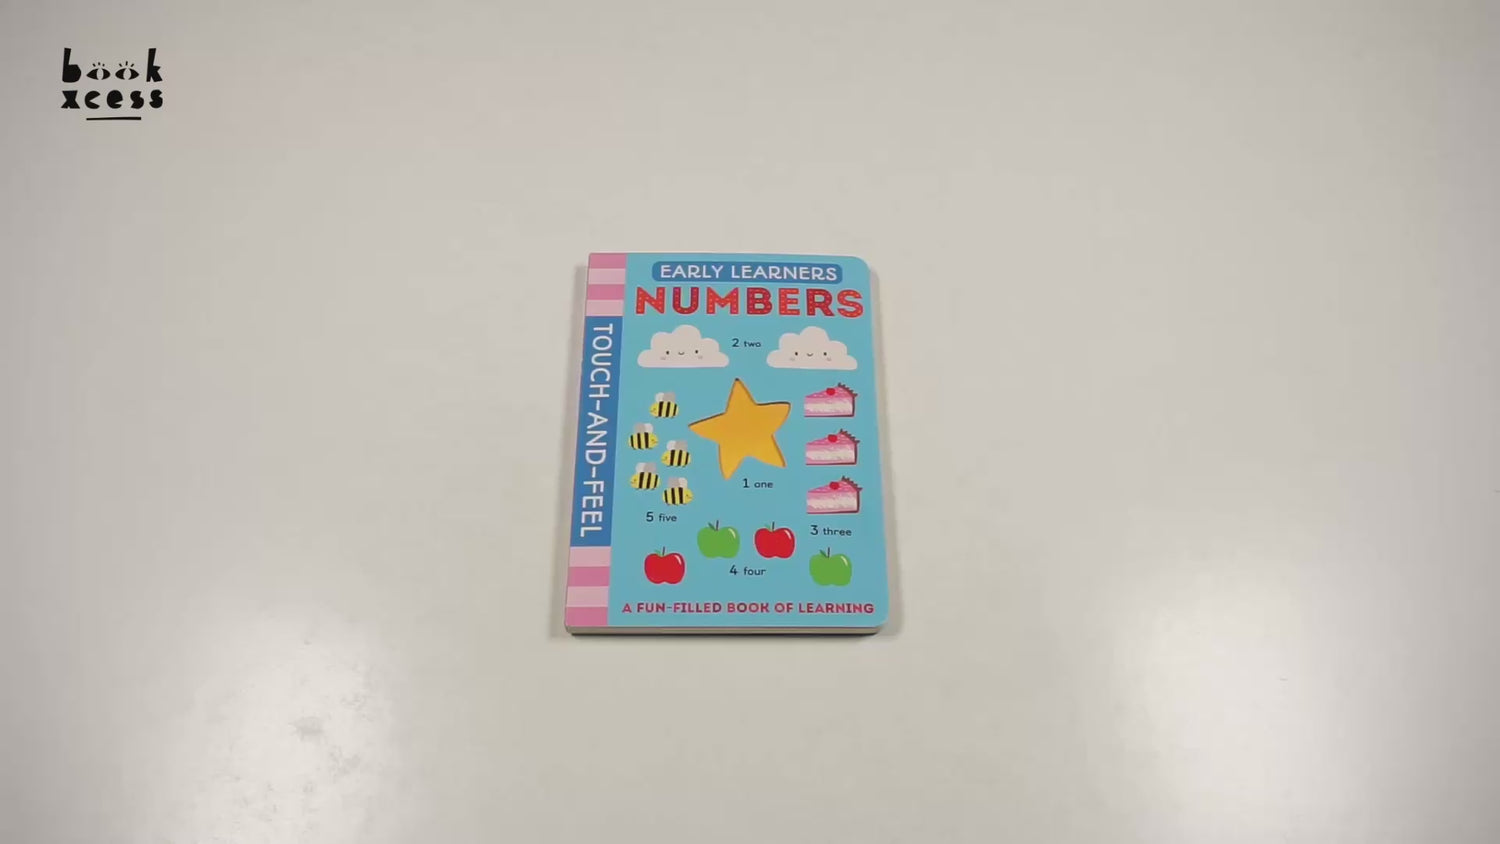 book
xcess
EARLY LEARNERS
NUMBERS
TOUCH-AND-FEEL
2 two
1 one
5 five
3 three
4 four
A FUN-FILLED BOOK OF LEARNING